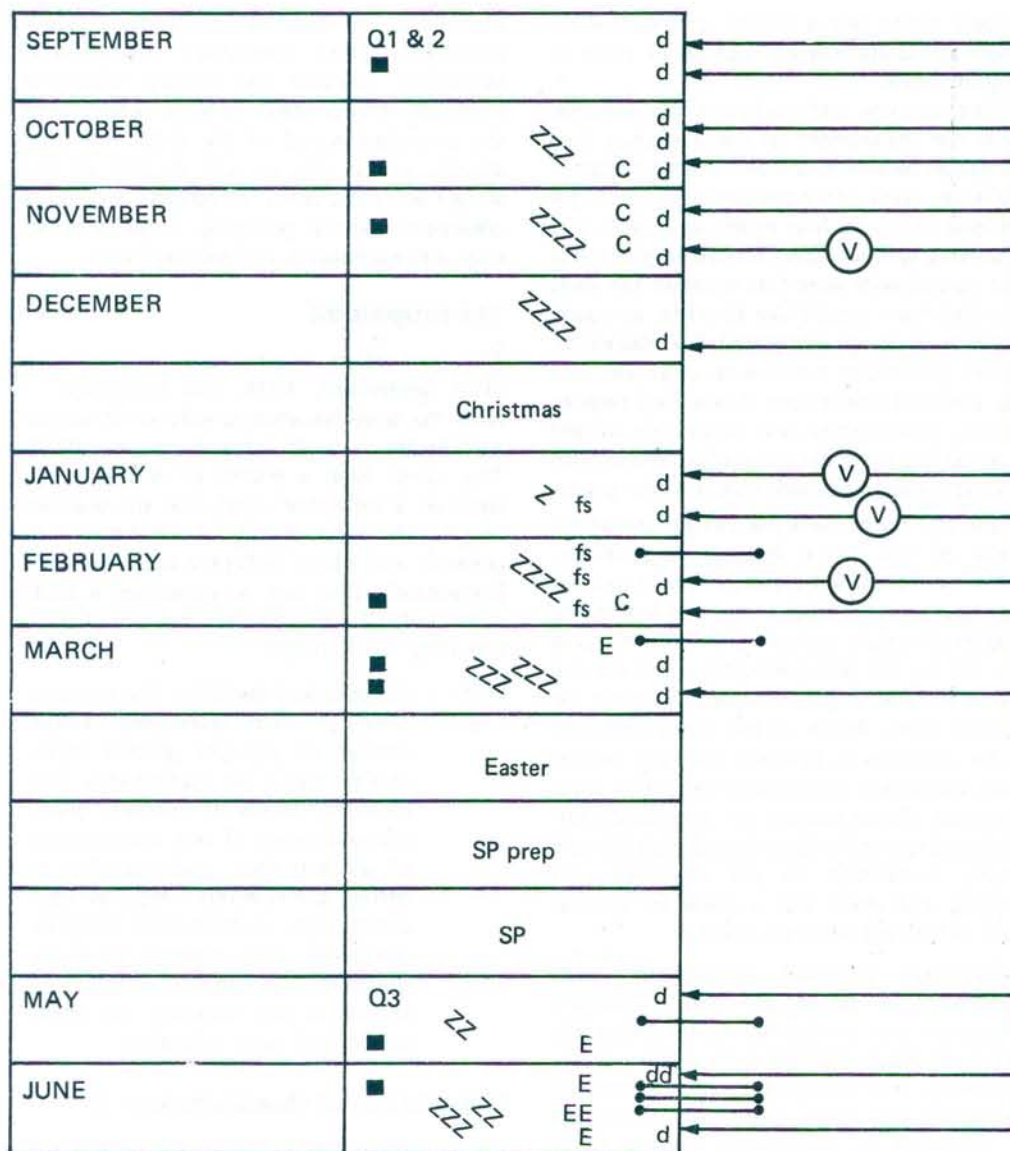 SEPTEMBER Q1 & 2 d
d
OCTOBER d
ZZZ d
C d
NOVEMBER C d
ZZZZ C d V
DECEMBER ZZZZ
d
Christmas
JANUARY d V
Z fs d V
FEBRUARY fs
ZZZZ fs d V
fs C
MARCH E
ZZZ ZZZ d
d
Easter
SP prep
SP
MAY Q3 d
ZZ
E
JUNE dd
E
ZZZ ZZ EE
E d